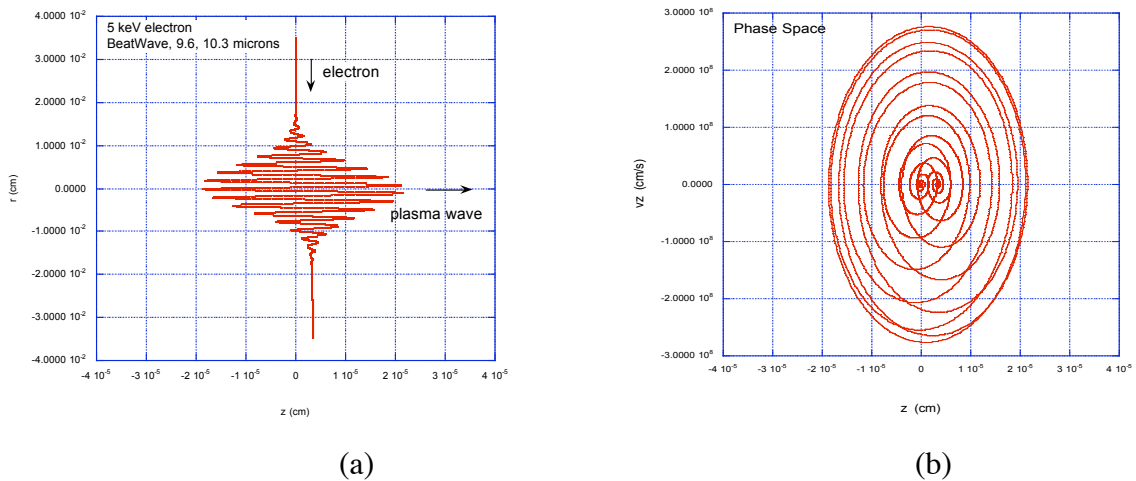 5 keV electron
BeatWave, 9.6, 10.3 microns
electron
plasma wave
4.0000 10⁻²
3.0000 10⁻²
2.0000 10⁻²
1.0000 10⁻²
0.0000
-1.0000 10⁻²
-2.0000 10⁻²
-3.0000 10⁻²
-4.0000 10⁻²
r (cm)
-4 10⁻⁵ -3 10⁻⁵ -2 10⁻⁵ -1 10⁻⁵ 0 1 10⁻⁵ 2 10⁻⁵ 3 10⁻⁵ 4 10⁻⁵
z (cm)
(a)
Phase Space
3.0000 10⁸
2.0000 10⁸
1.0000 10⁸
0.0000
-1.0000 10⁸
-2.0000 10⁸
-3.0000 10⁸
vz (cm/s)
-4 10⁻⁵ -3 10⁻⁵ -2 10⁻⁵ -1 10⁻⁵ 0 1 10⁻⁵ 2 10⁻⁵ 3 10⁻⁵ 4 10⁻⁵
z (cm)
(b)